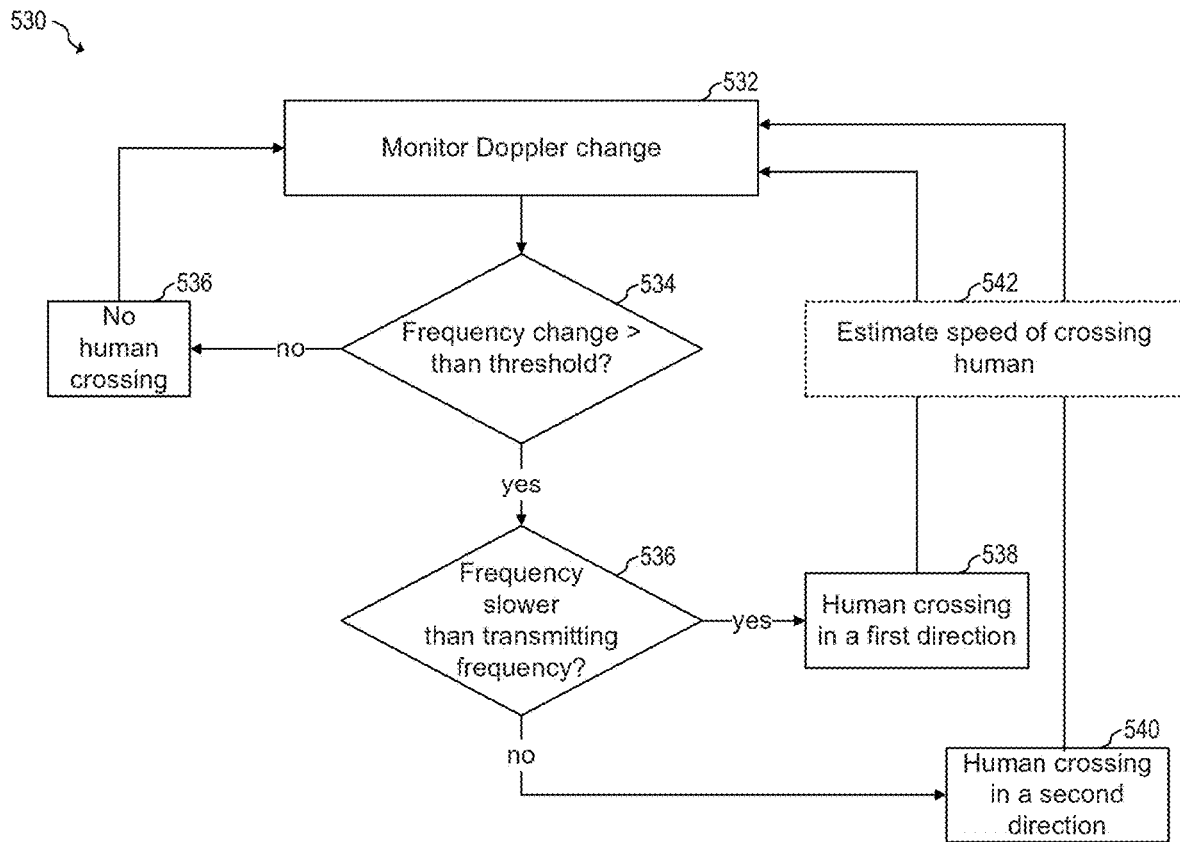 530
532
Monitor Doppler change
536
No
human
crossing
no
534
Frequency change >
than threshold?
542
Estimate speed of crossing
human
yes
536
Frequency
slower
than transmitting
frequency?
yes
538
Human crossing
in a first direction
no
540
Human crossing
in a second
direction